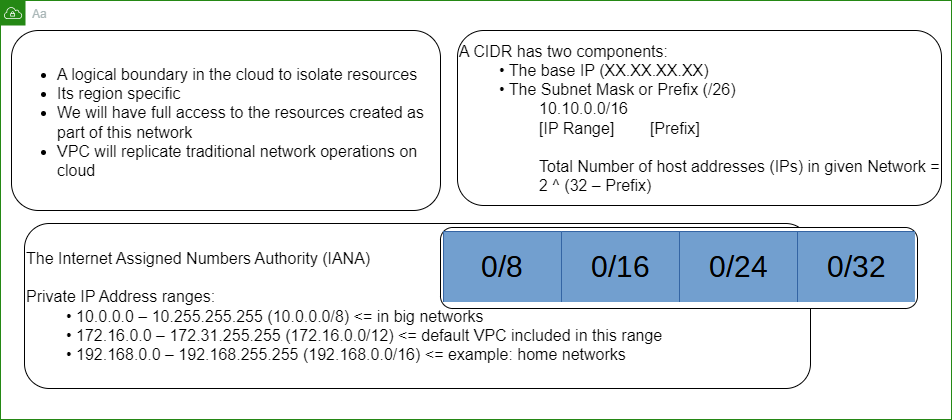 Aa
• A logical boundary in the cloud to isolate resources
• Its region specific
• We will have full access to the resources created as
part of this network
• VPC will replicate traditional network operations on
cloud
A CIDR has two components:
• The base IP (XX.XX.XX.XX)
• The Subnet Mask or Prefix (/26)
10.10.0.0/16
[IP Range] [Prefix]
Total Number of host addresses (IPs) in given Network =
2 ^ (32 – Prefix)
The Internet Assigned Numbers Authority (IANA)
0/8 0/16 0/24 0/32
Private IP Address ranges:
• 10.0.0.0 – 10.255.255.255 (10.0.0.0/8) <= in big networks
• 172.16.0.0 – 172.31.255.255 (172.16.0.0/12) <= default VPC included in this range
• 192.168.0.0 – 192.168.255.255 (192.168.0.0/16) <= example: home networks